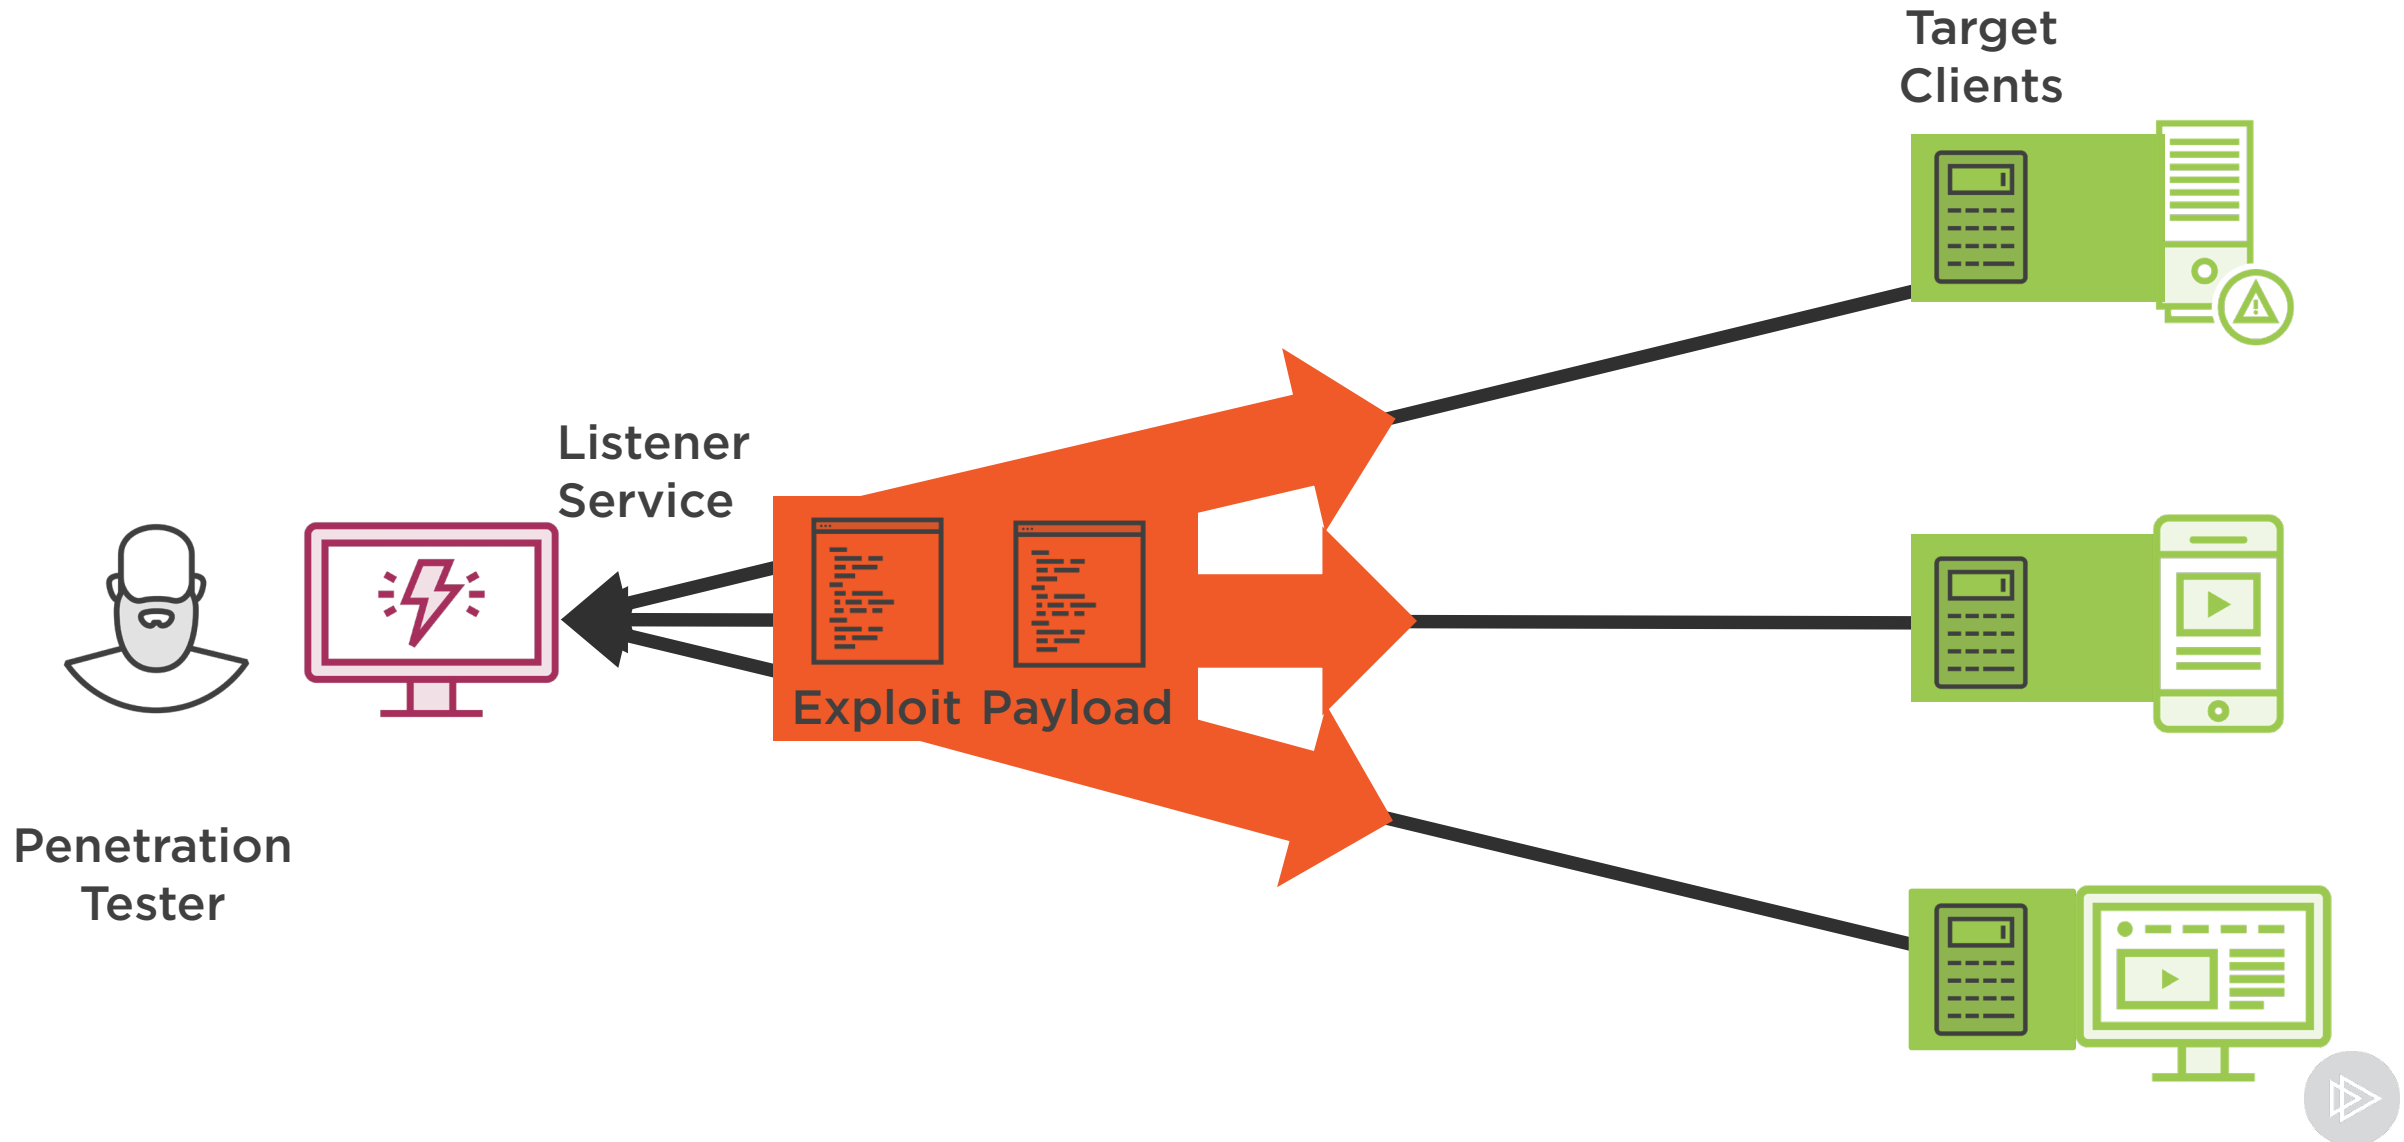 Target
Clients
Listener
Service
Exploit Payload
Penetration
Tester